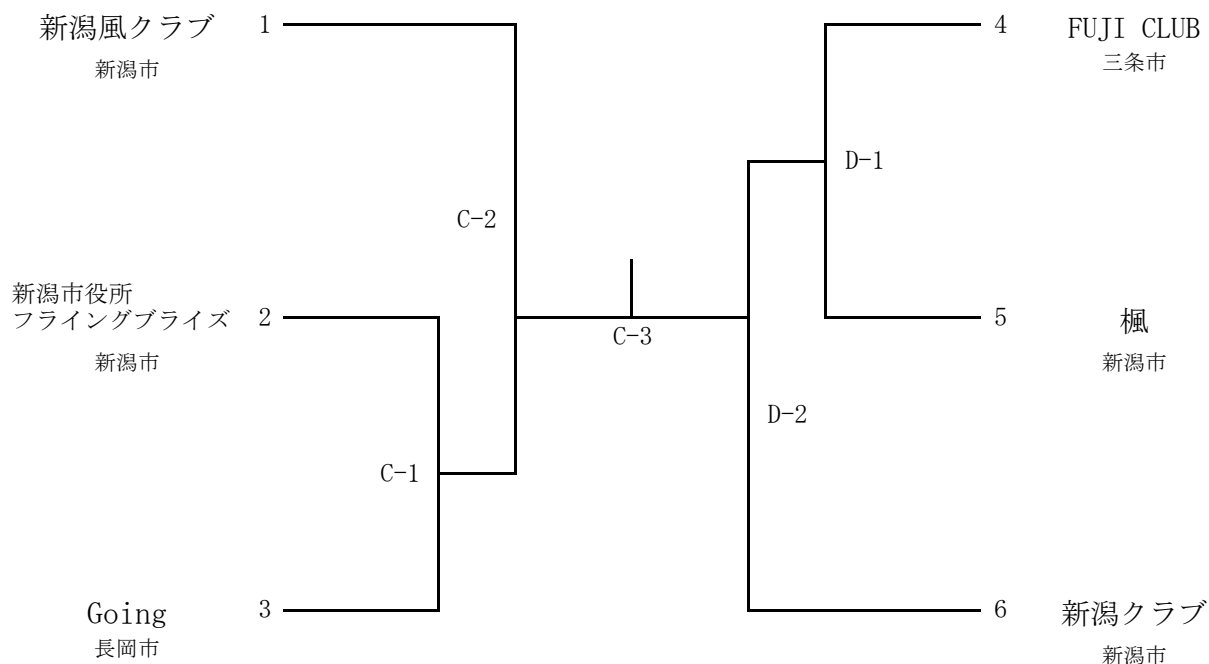 新潟風クラブ 1
新潟市
4 FUJI CLUB
三条市
D-1
C-2
新潟市役所
フライングブライズ 2
新潟市
C-3
5 楓
新潟市
D-2
C-1
Going 3
長岡市
6 新潟クラブ
新潟市